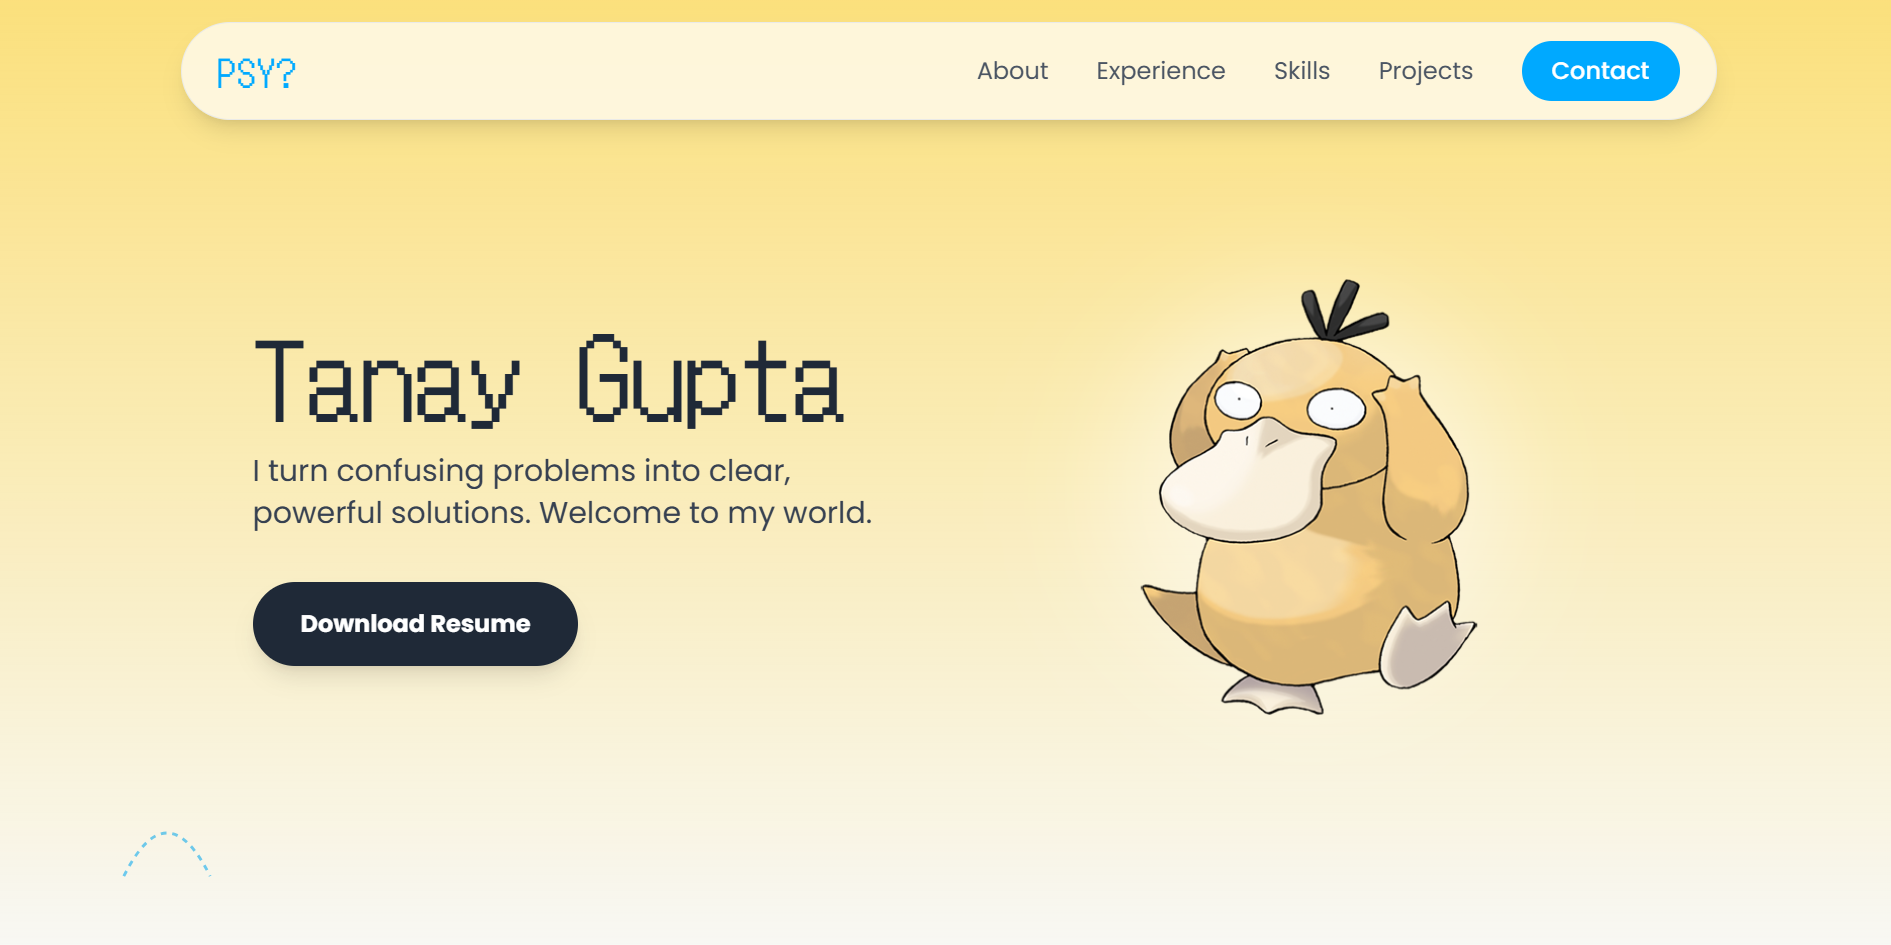 PSY?
About
Experience
Skills
Projects
Contact
Tanay Gupta
I turn confusing problems into clear,
powerful solutions. Welcome to my world.
Download Resume